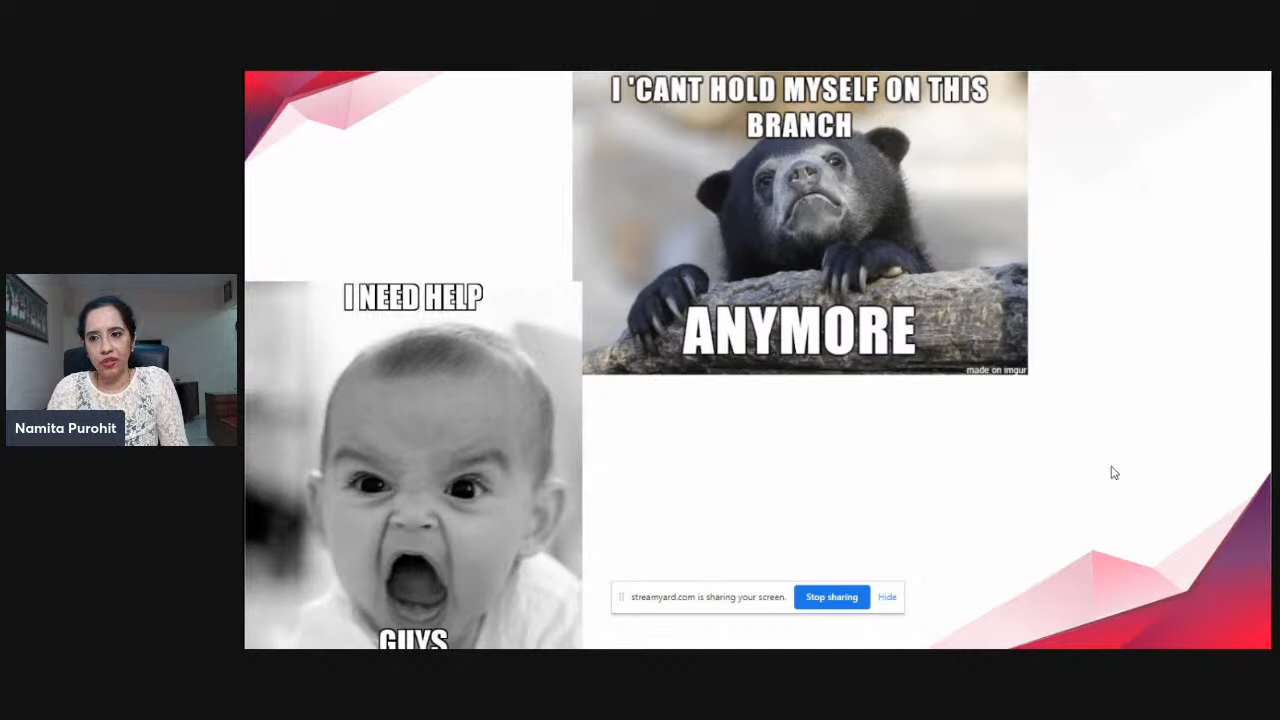 I 'CANT HOLD MYSELF ON THIS
BRANCH
ANYMORE
made on imgur
I NEED HELP
GUYS
Namita Purohit
streamyard.com is sharing your screen.
Stop sharing
Hide